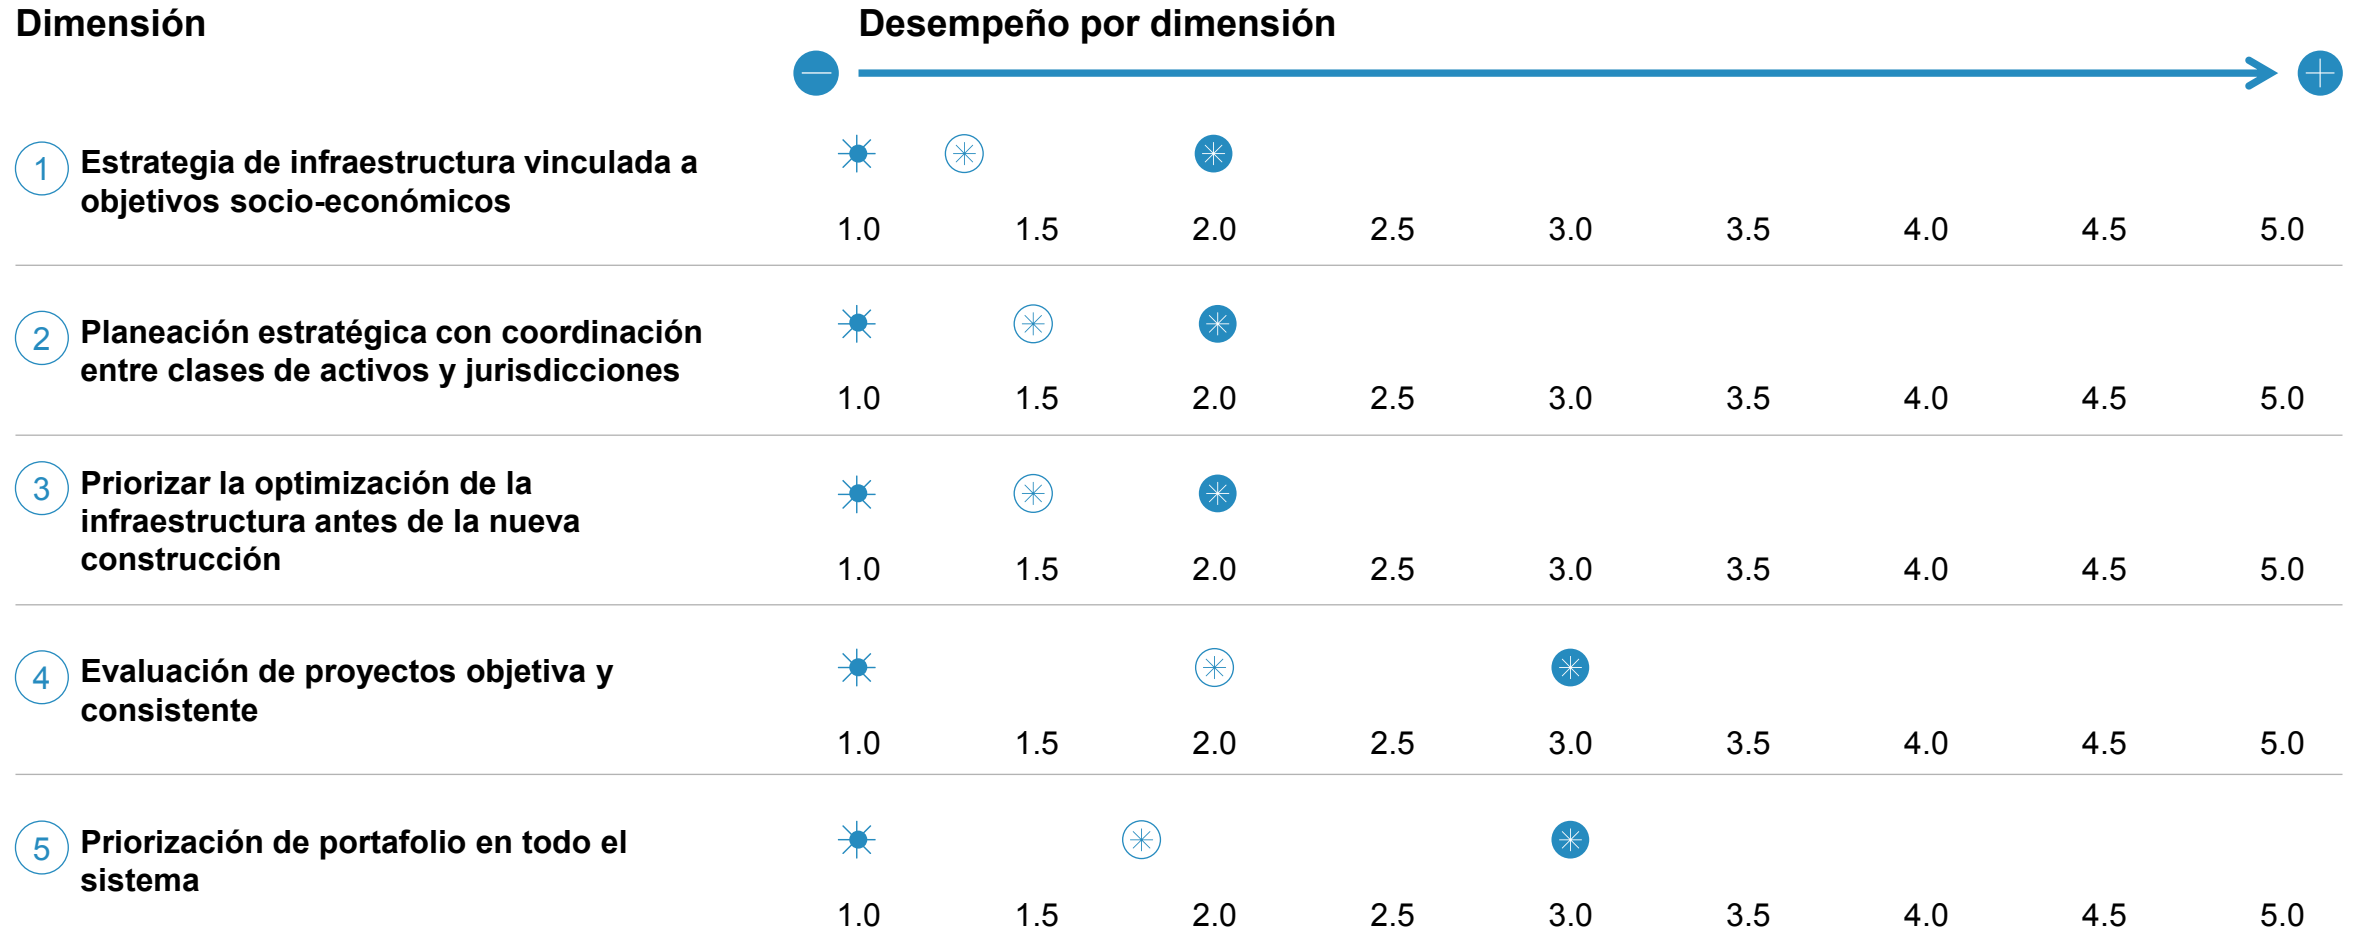 Dimensión
Desempeño por dimensión
1 Estrategia de infraestructura vinculada a
objetivos socio-económicos
1.0 1.5 2.0 2.5 3.0 3.5 4.0 4.5 5.0
2 Planeación estratégica con coordinación
entre clases de activos y jurisdicciones
1.0 1.5 2.0 2.5 3.0 3.5 4.0 4.5 5.0
3 Priorizar la optimización de la
infraestructura antes de la nueva
construcción
1.0 1.5 2.0 2.5 3.0 3.5 4.0 4.5 5.0
4 Evaluación de proyectos objetiva y
consistente
1.0 1.5 2.0 2.5 3.0 3.5 4.0 4.5 5.0
5 Priorización de portafolio en todo el
sistema
1.0 1.5 2.0 2.5 3.0 3.5 4.0 4.5 5.0